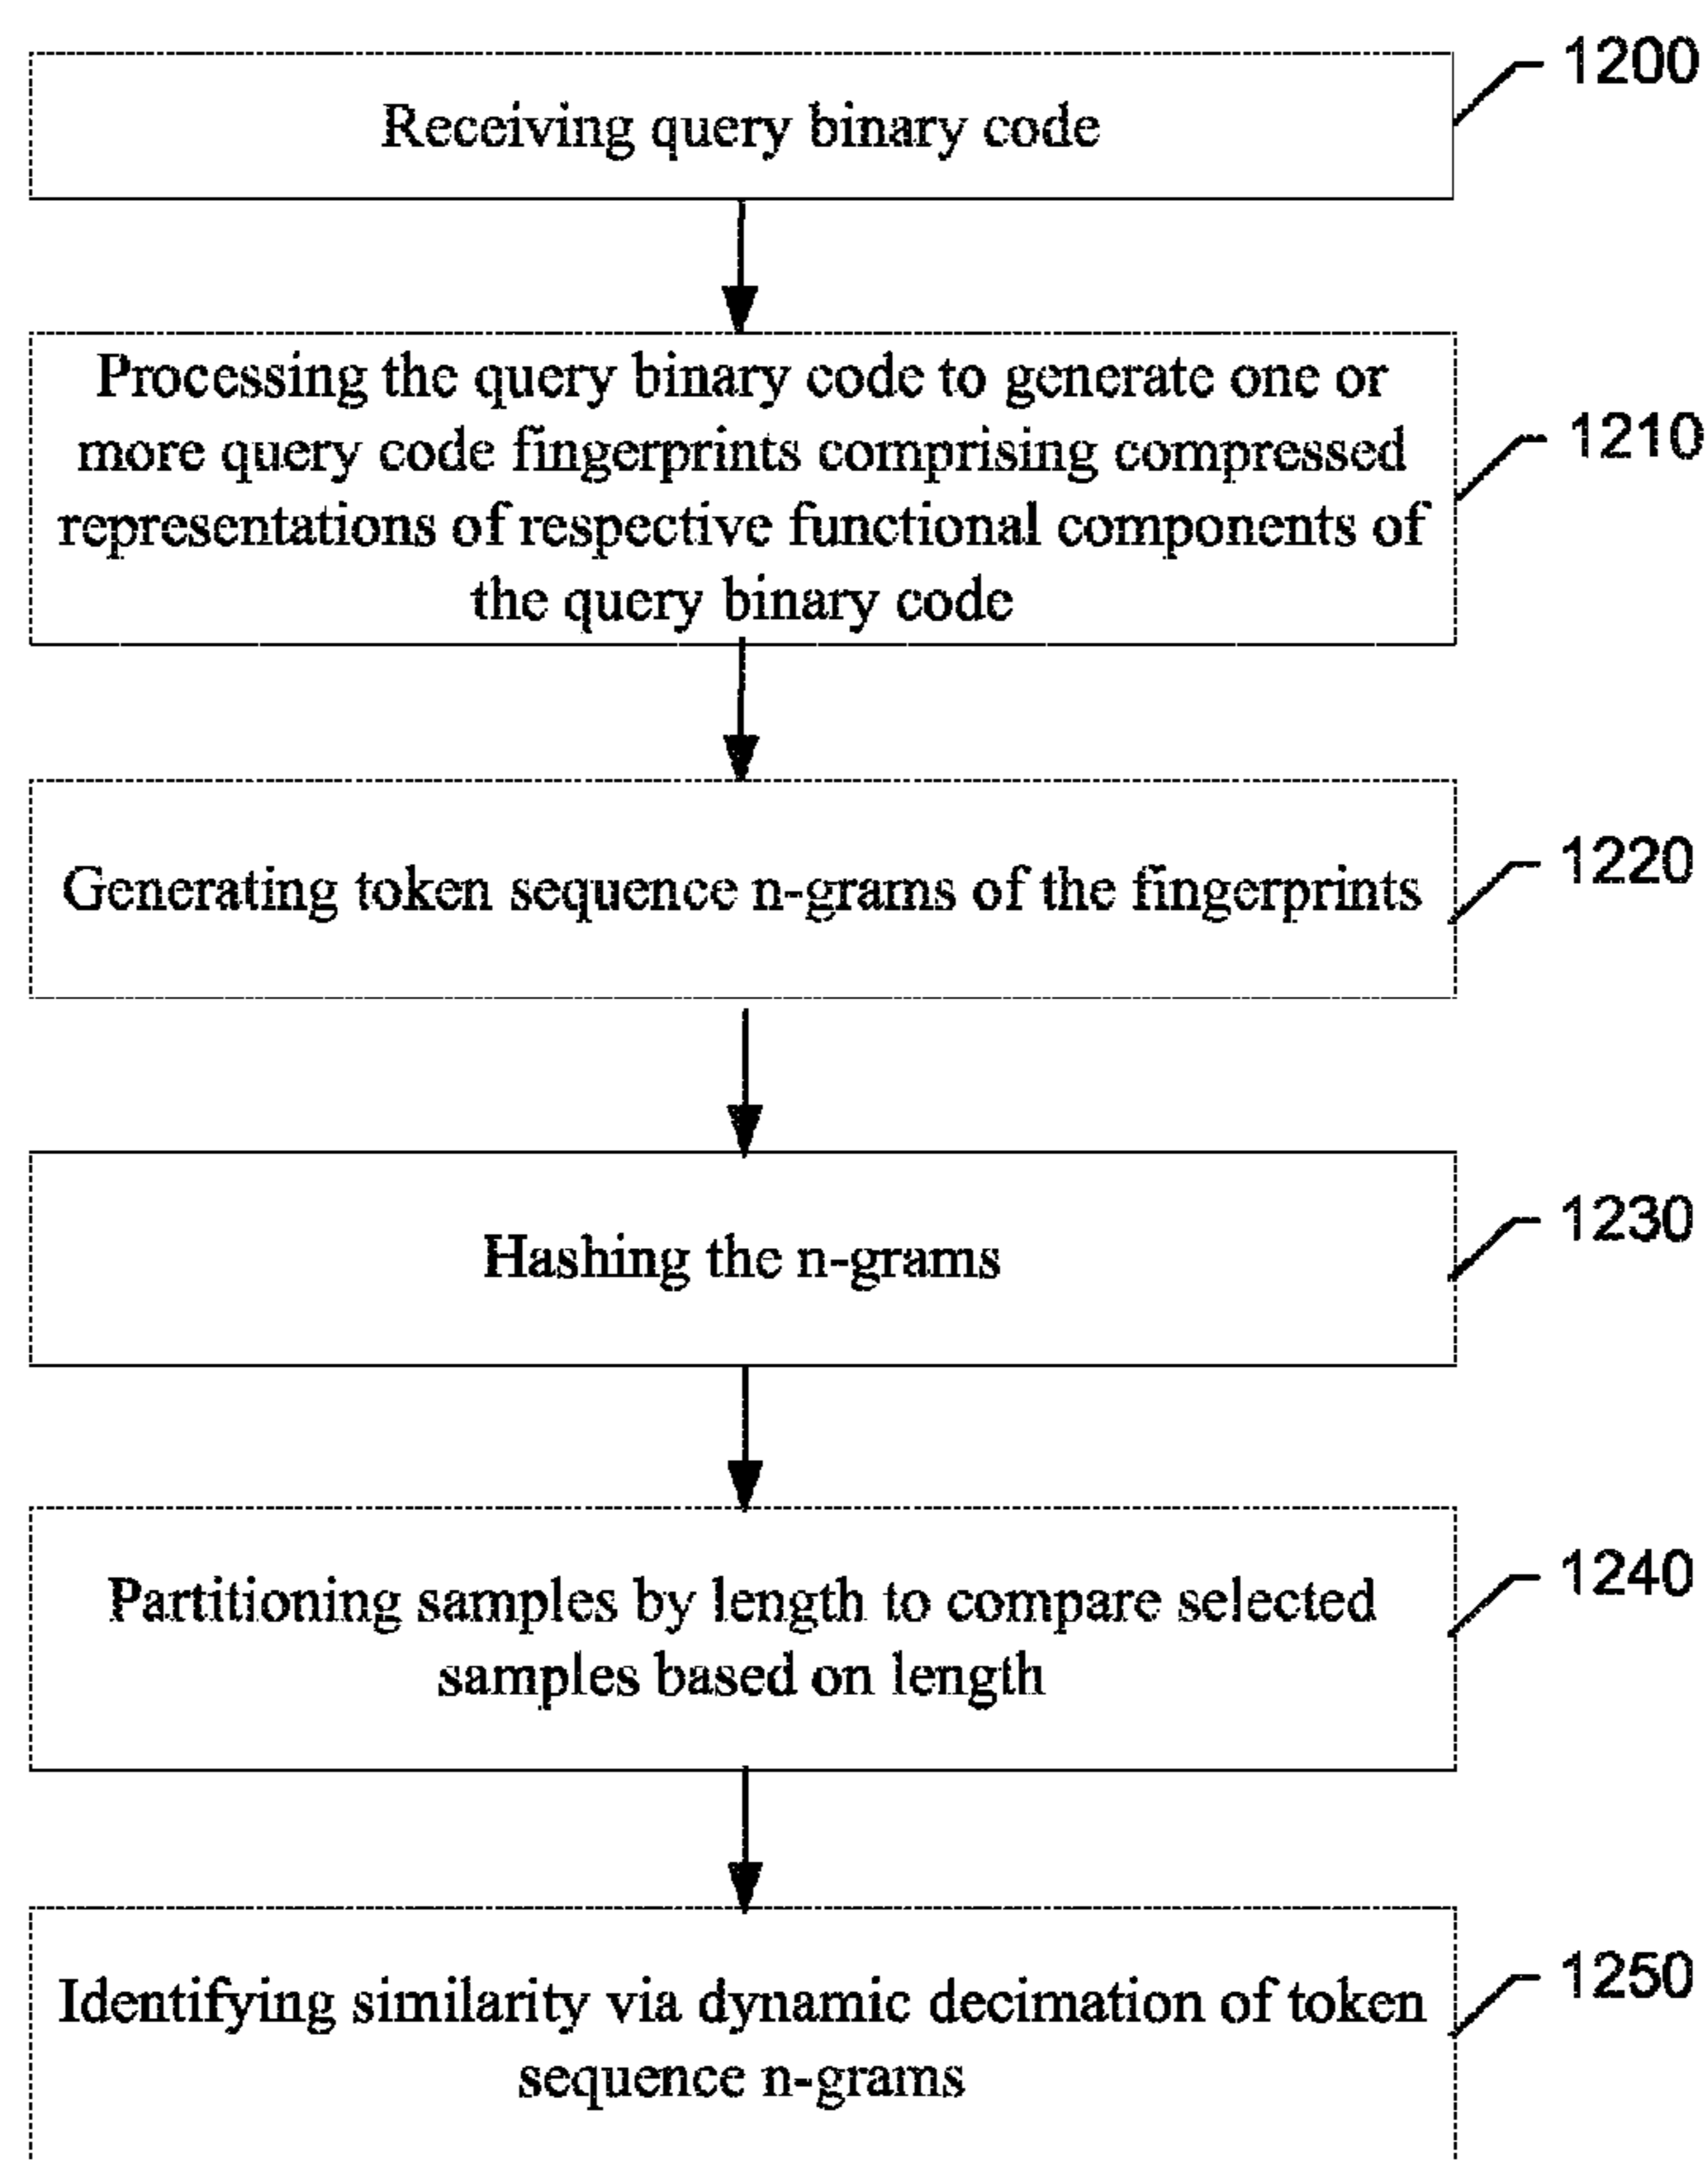 1200
Receiving query binary code
Processing the query binary code to generate one or
more query code fingerprints comprising compressed
1210
representations of respective functional components of
the query binary code
1220
Generating token sequence n-grams of the fingerprints
1230
Hashing the n-grams
1240
Partitioning samples by length to compare selected
samples based on length
1250
Identifying similarity via dynamic decimation of token
sequence n-grams